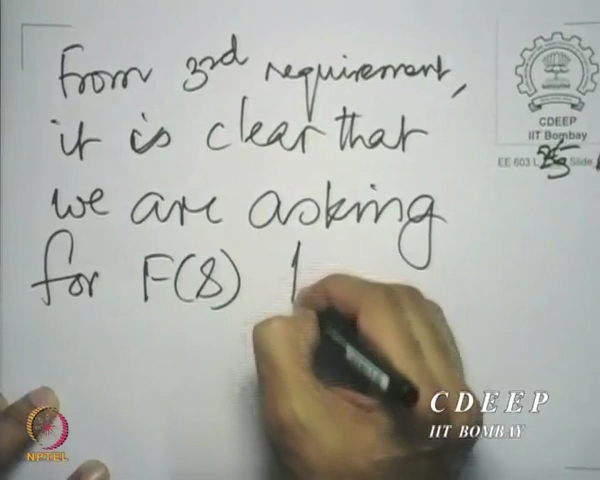 From 3rd requirement,
it is clear that
we are asking
for F(s)
CDEEP
IIT Bombay
EE 603 L Slide
CDEEP
IIT BOMBAY
NPTEL